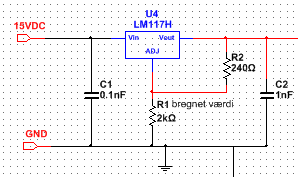 U4
LM117H
15VDC
Vin
Vout
ADJ
R2
240Ω
C1
0.1nF
C2
1nF
R1 bregnet værdi
2kΩ
GND